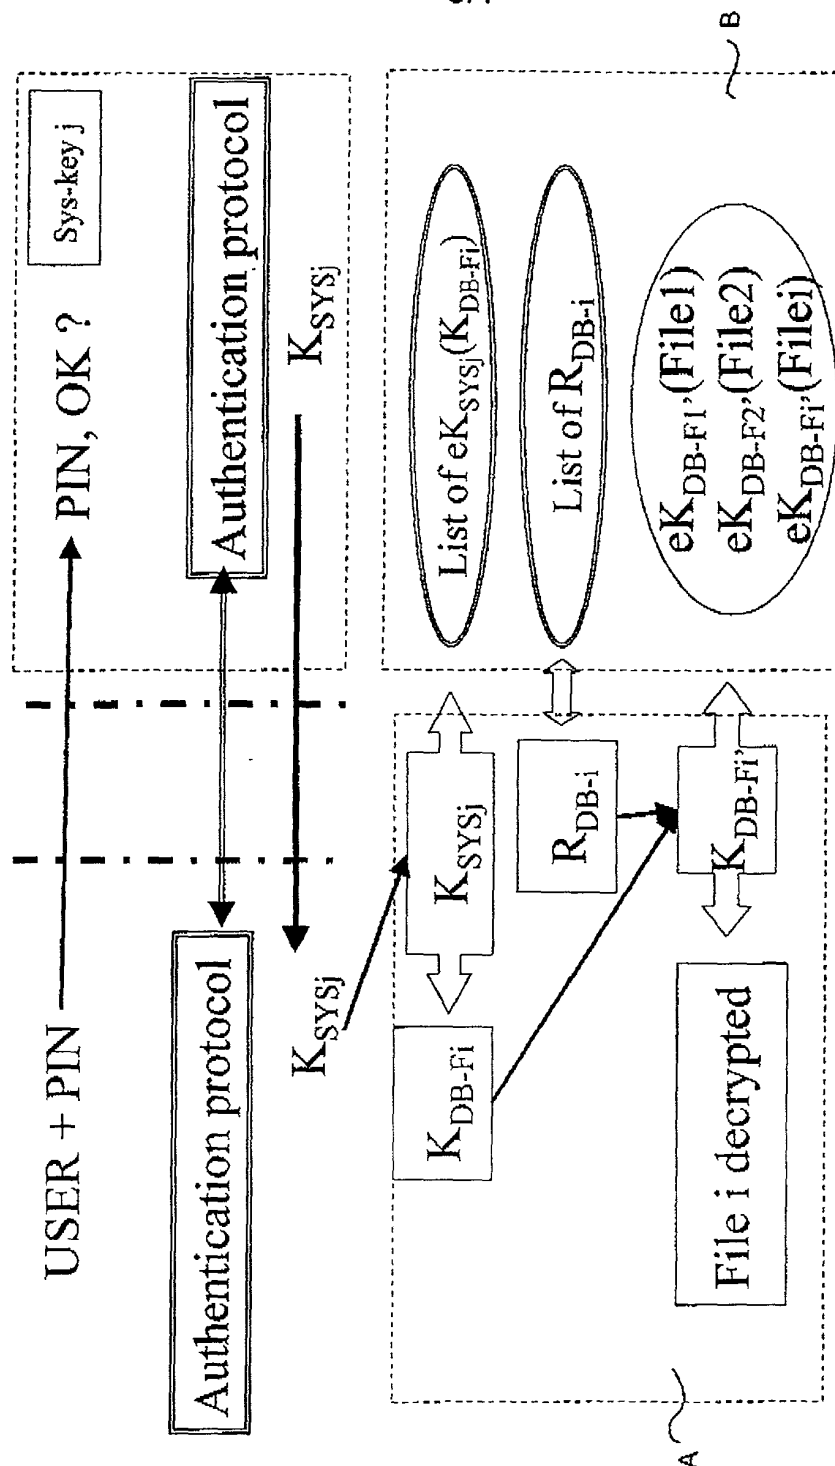 USER + PIN
PIN, OK ?
Sys-key j
Authentication protocol
Authentication protocol
K_SYSj
K_SYSj
K_DB-Fi
K_SYSj
List of eK_SYSj(K_DB-Fi)
R_DB-i
List of R_DB-i
File i decrypted
K_DB-Fi'
eK_DB-F1'(File1)
eK_DB-F2'(File2)
eK_DB-Fi'(Filei)
A
B